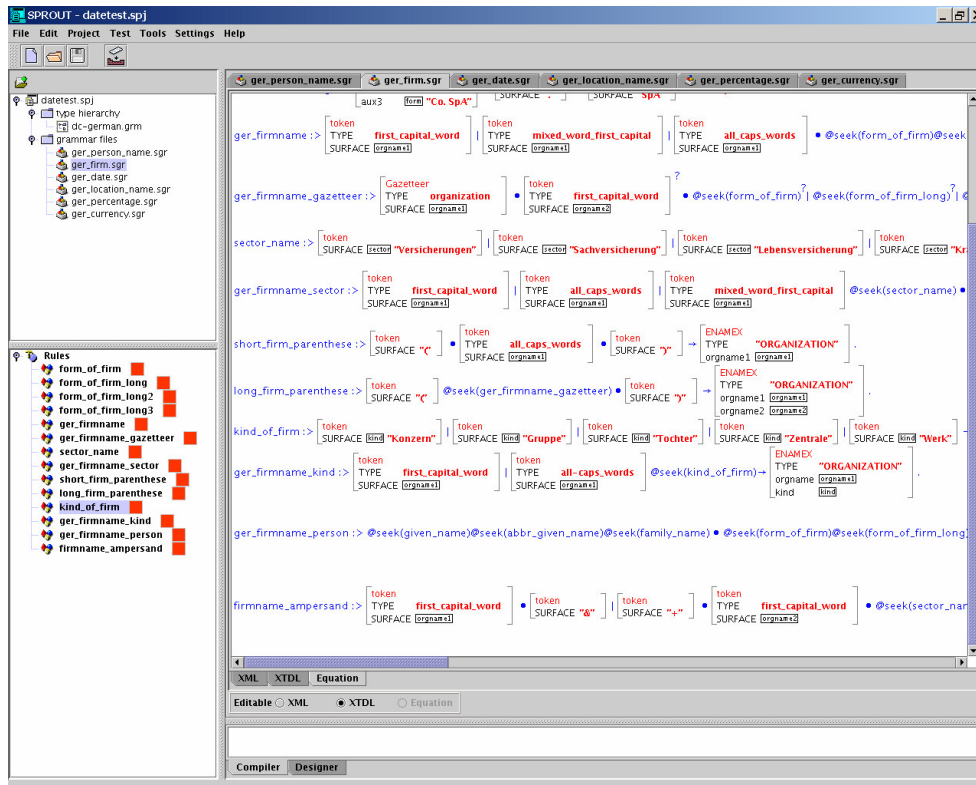 SPROUT - datetest.spj
File Edit Project Test Tools Settings Help
ger_person_name.sgr ger_firm.sgr ger_date.sgr ger_location_name.sgr ger_percentage.sgr ger_currency.sgr
datetest.spj
type hierarchy
dc-german.grm
grammar files
ger_person_name.sgr
ger_firm.sgr
ger_date.sgr
ger_location_name.sgr
ger_percentage.sgr
ger_currency.sgr
Rules
form_of_firm
form_of_firm_long
form_of_firm_long2
form_of_firm_long3
ger_firmname
ger_firmname_gazetteer
sector_name
ger_firmname_sector
short_firm_parenthese
long_firm_parenthese
kind_of_firm
ger_firmname_kind
ger_firmname_person
firmname_ampersand
aux3 form "Co. SpA" SURFACE "." SURFACE "SpA"
token token token
ger_firmname :> TYPE first_capital_word | TYPE mixed_word_first_capital | TYPE all_caps_words • @seek(form_of_firm)@seek
SURFACE orgname1 SURFACE orgname1 SURFACE orgname1
Gazetteer token ?
ger_firmname_gazetteer :> TYPE organization • TYPE first_capital_word • @seek(form_of_firm)? | @seek(form_of_firm_long)? | @
SURFACE orgname1 SURFACE orgname2
token token token token
sector_name :> SURFACE sector "Versicherungen" | SURFACE sector "Sachversicherung" | SURFACE sector "Lebensversicherung" | SURFACE sector "Kr
token token token
ger_firmname_sector :> TYPE first_capital_word | TYPE all_caps_words | TYPE mixed_word_first_capital @seek(sector_name) •
SURFACE orgname1 SURFACE orgname1 SURFACE orgname1
token token token ENAMEX
short_firm_parenthese :> SURFACE "(" • TYPE all_caps_words • SURFACE ")" → TYPE "ORGANIZATION" .
SURFACE orgname1 orgname1 orgname1
token token ENAMEX
long_firm_parenthese :> SURFACE "(" @seek(ger_firmname_gazetteer) • SURFACE ")" → TYPE "ORGANIZATION" .
orgname1 orgname1
orgname2 orgname2
token token token token token
kind_of_firm :> SURFACE kind "Konzern" | SURFACE kind "Gruppe" | SURFACE kind "Tochter" | SURFACE kind "Zentrale" | SURFACE kind "Werk" →
token token ENAMEX
ger_firmname_kind :> TYPE first_capital_word | TYPE all-caps_words @seek(kind_of_firm)→ TYPE "ORGANIZATION" .
SURFACE orgname1 SURFACE orgname1 orgname orgname1
kind kind
ger_firmname_person :> @seek(given_name)@seek(abbr_given_name)@seek(family_name) • @seek(form_of_firm)@seek(form_of_firm_long)
token token token token
firmname_ampersand :> TYPE first_capital_word • SURFACE "&" | SURFACE "+" • TYPE first_capital_word • @seek(sector_nar
SURFACE orgname1 SURFACE orgname2
XML XTDL Equation
Editable XML XTDL Equation
Compiler Designer